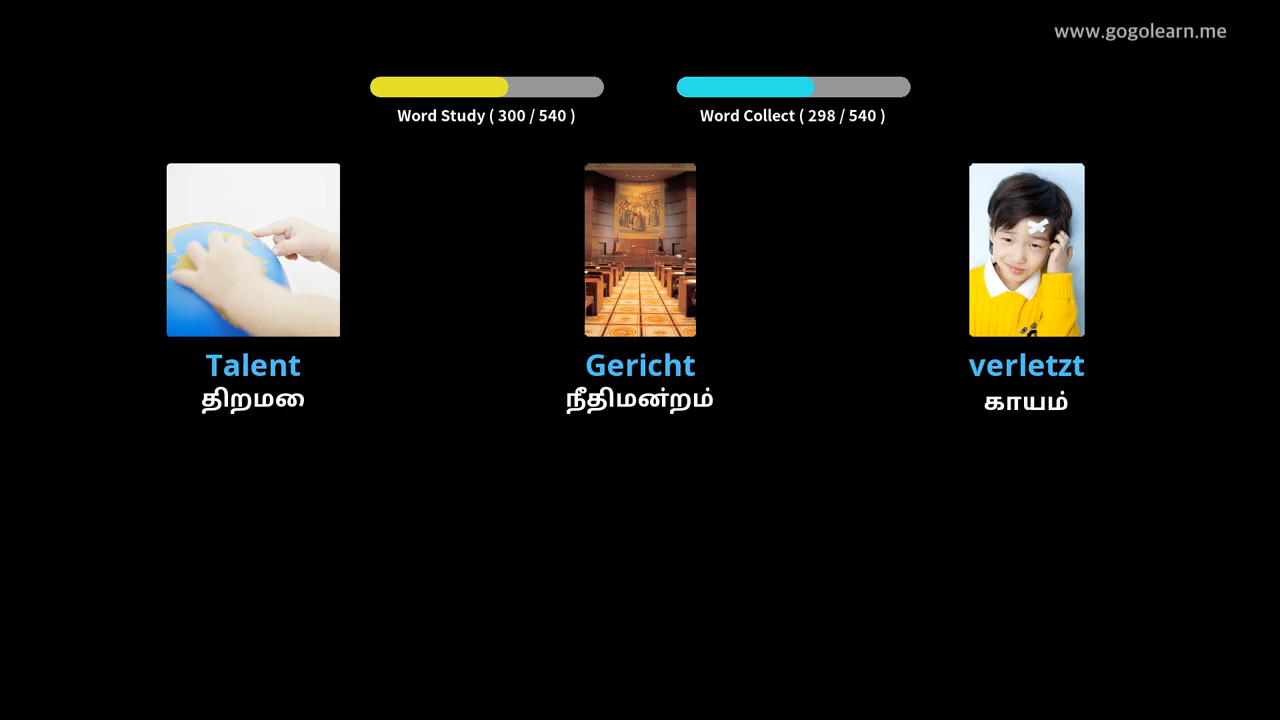 www.gogolearn.me
Word Study ( 300 / 540 )
Word Collect ( 298 / 540 )
Talent
திறமை
Gericht
நீதிமன்றம்
verletzt
காயம்